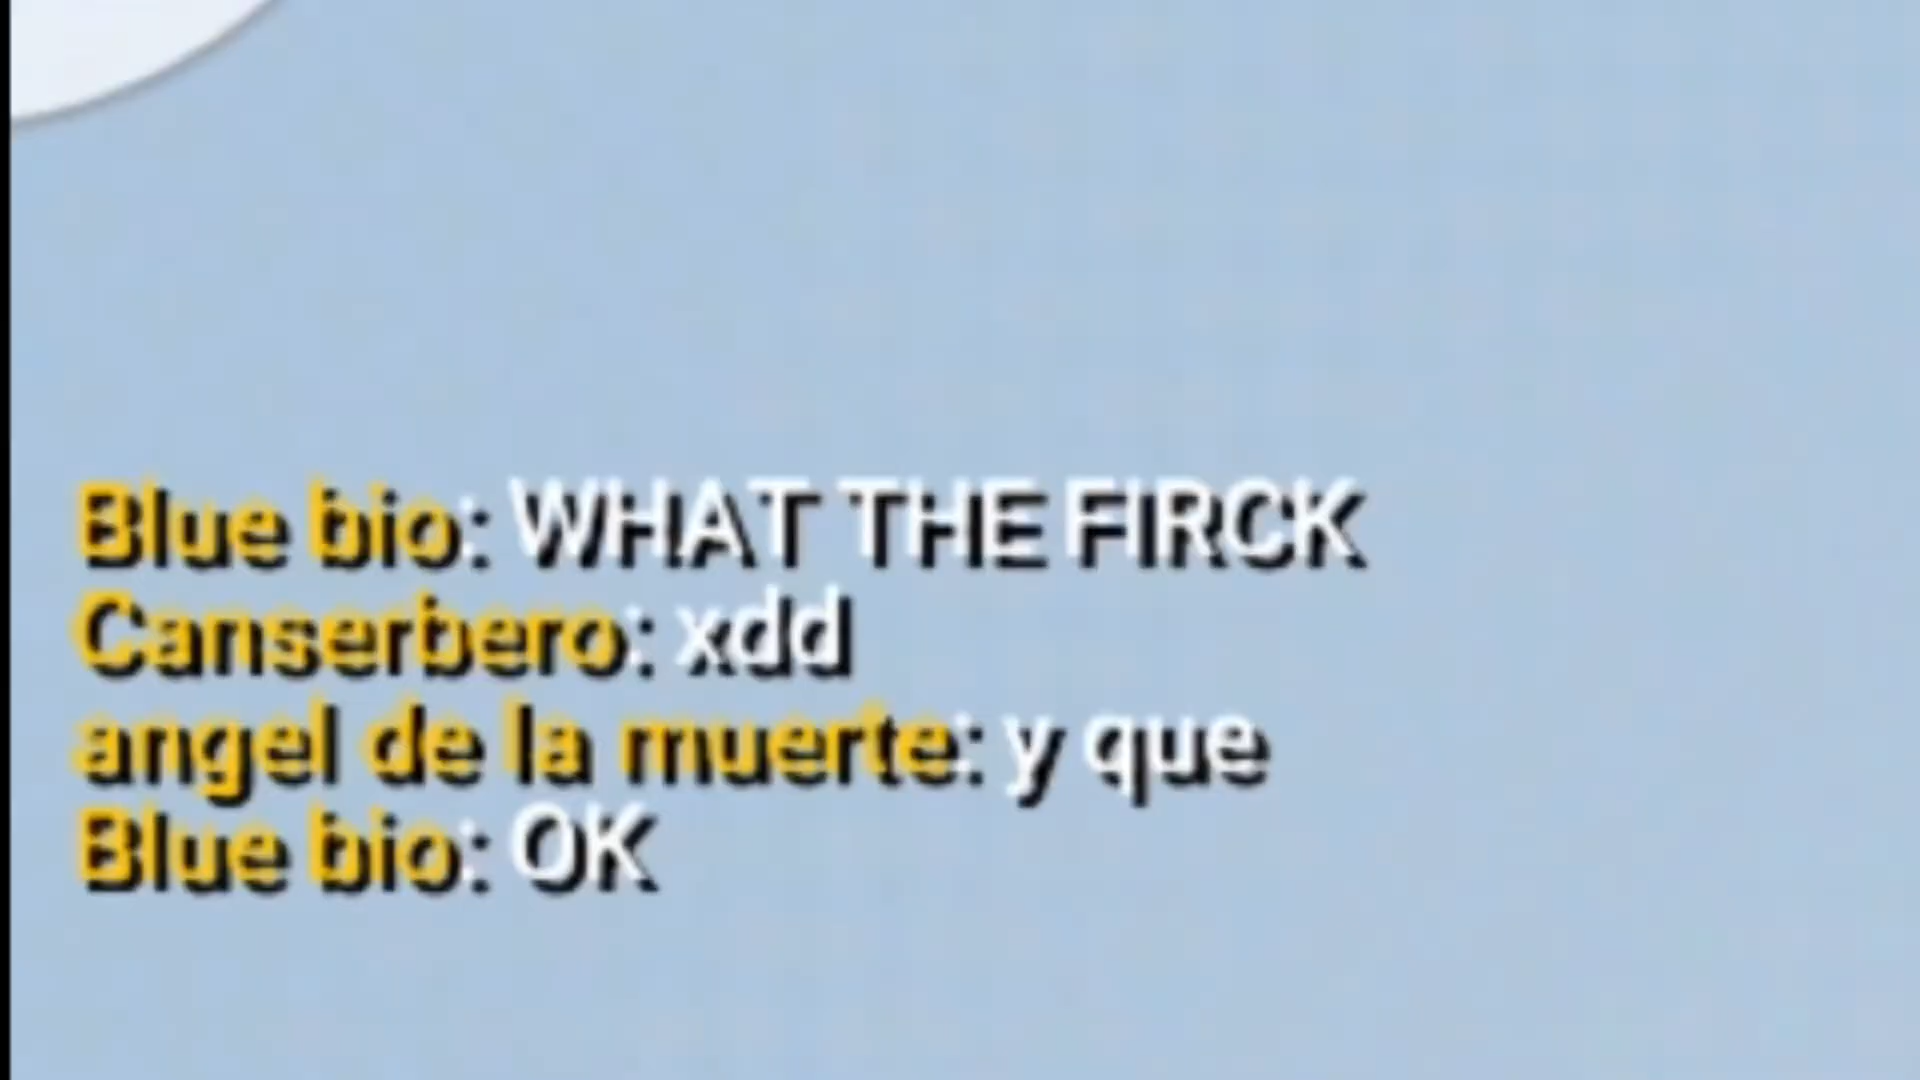 Blue bio: WHAT THE FIRCK
Canserbero: xdd
angel de la muerte: y que
Blue bio: OK